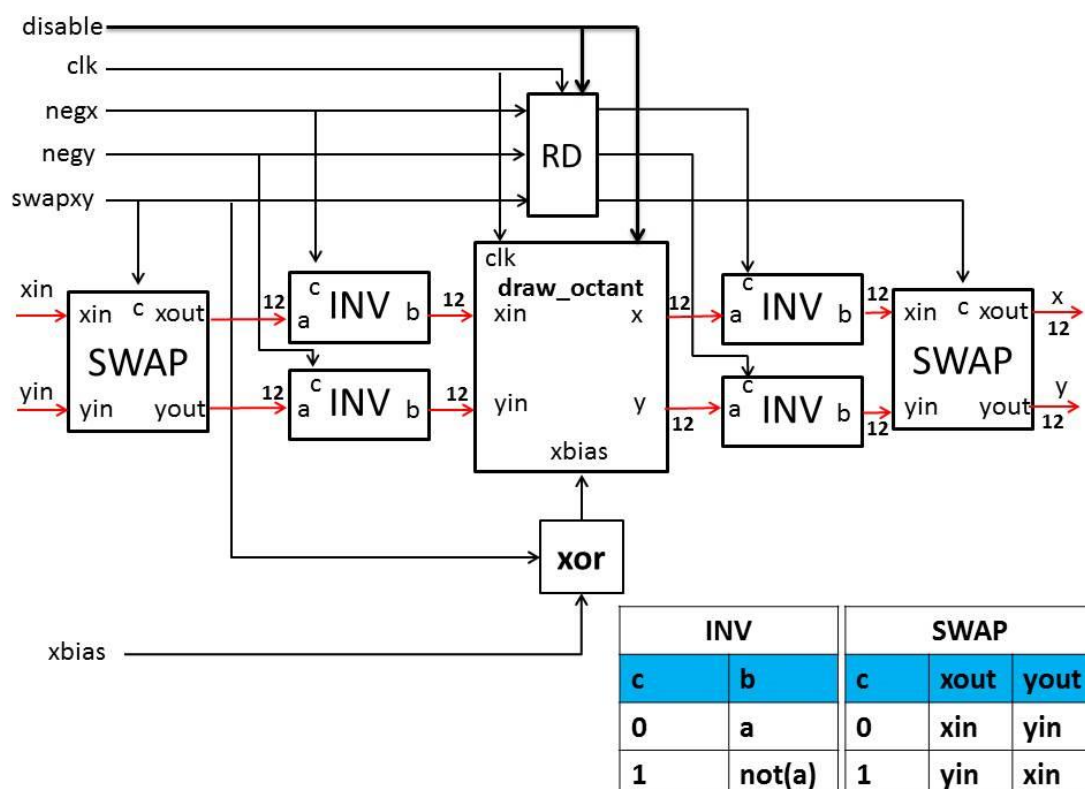 disable
clk
negx
negy
RD
swapxy
clk
xin
xin c xout
SWAP
yin
yin yout
12
12
c
a INV b
c
a INV b
12
12
draw_octant
xin x
yin y
xbias
12
12
c
a INV b
c
a INV b
12
12
xin c xout
SWAP
yin yout
x
12
y
12
xor
xbias
INV SWAP
c b c xout yout
0 a 0 xin yin
1 not(a) 1 yin xin